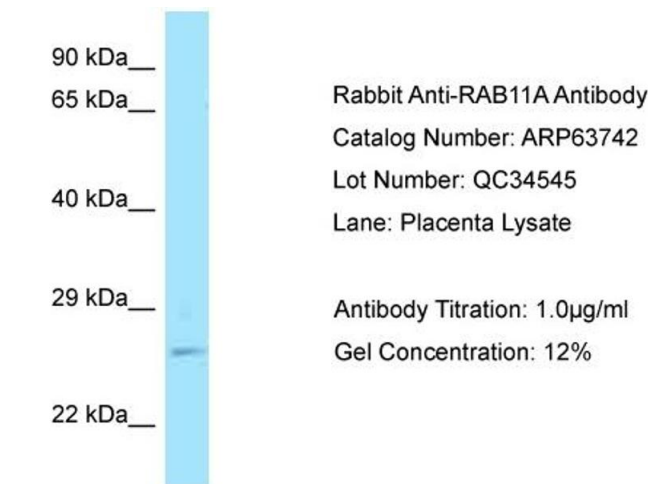 90 kDa__
65 kDa__
40 kDa__
29 kDa__
22 kDa__
Rabbit Anti-RAB11A Antibody
Catalog Number: ARP63742
Lot Number: QC34545
Lane: Placenta Lysate
Antibody Titration: 1.0µg/ml
Gel Concentration: 12%